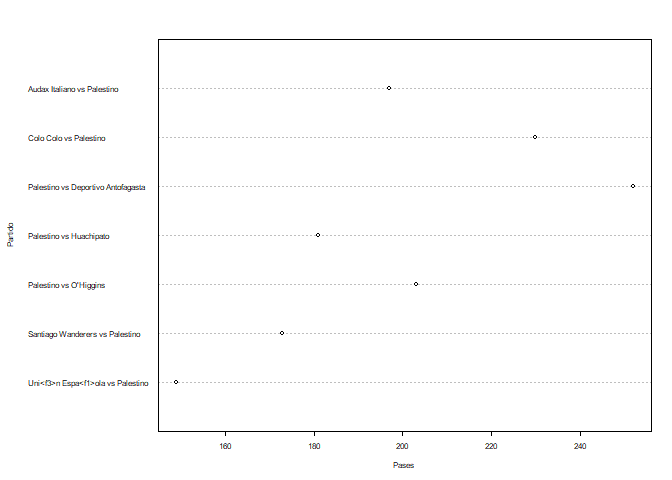 Audax Italiano vs Palestino
Colo Colo vs Palestino
Palestino vs Deportivo Antofagasta
Palestino vs Huachipato
Palestino vs O'Higgins
Santiago Wanderers vs Palestino
Uni<f3>n Espa<f1>ola vs Palestino
Partido
160 180 200 220 240
Pases